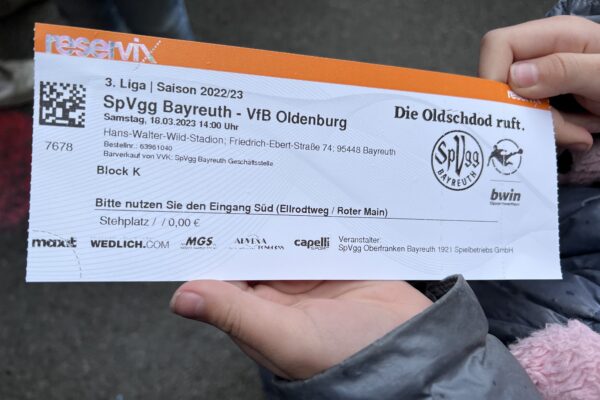 reservix
reservix
3. Liga | Saison 2022/23
SpVgg Bayreuth - VfB Oldenburg
Samstag, 18.03.2023 14:00 Uhr
Hans-Walter-Wild-Stadion; Friedrich-Ebert-Straße 74; 95448 Bayreuth
Bestellnr.: 63961040
Barverkauf von VVK: SpVgg Bayreuth Geschäftsstelle
7678
Block K
Die Oldschdod ruft.
SpVgg
BAYREUTH
bwin
Bitte nutzen Sie den Eingang Süd (Ellrodtweg / Roter Main)
Stehplatz / /0,00 €
maxit
WEDLICH.COM
MGS
capelli
Veranstalter:
SpVgg Oberfranken Bayreuth 1921 Spielbetriebs GmbH